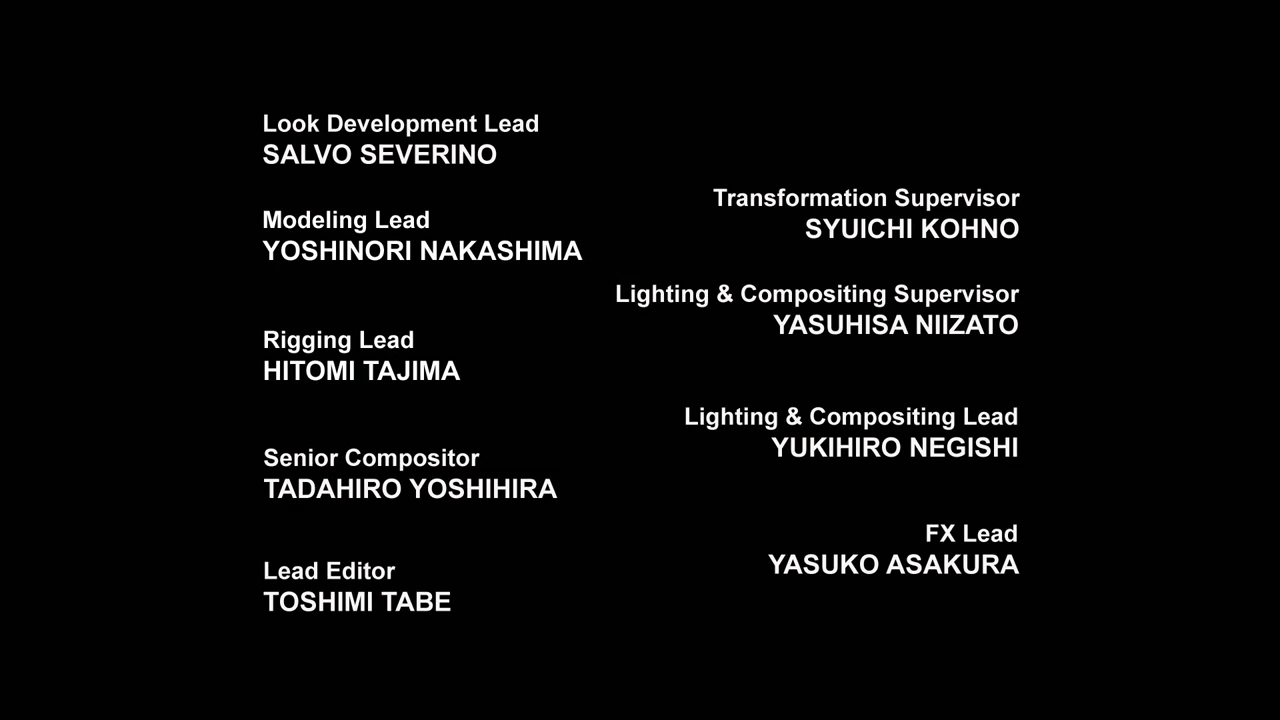 Look Development Lead
SALVO SEVERINO
Modeling Lead
YOSHINORI NAKASHIMA
Rigging Lead
HITOMI TAJIMA
Senior Compositor
TADAHIRO YOSHIHIRA
Lead Editor
TOSHIMI TABE
Transformation Supervisor
SYUICHI KOHNO
Lighting & Compositing Supervisor
YASUHISA NIIZATO
Lighting & Compositing Lead
YUKIHIRO NEGISHI
FX Lead
YASUKO ASAKURA